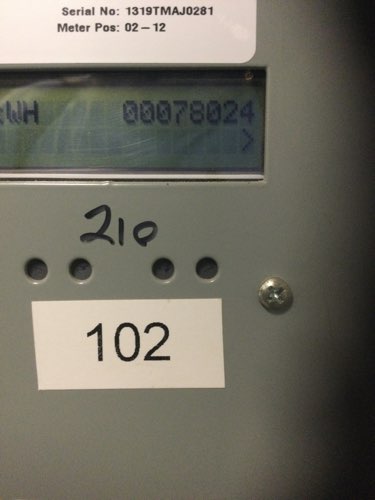 Serial No: 1319TMAJ0281
Meter Pos: 02-12
kWH 00078024
>
210
102